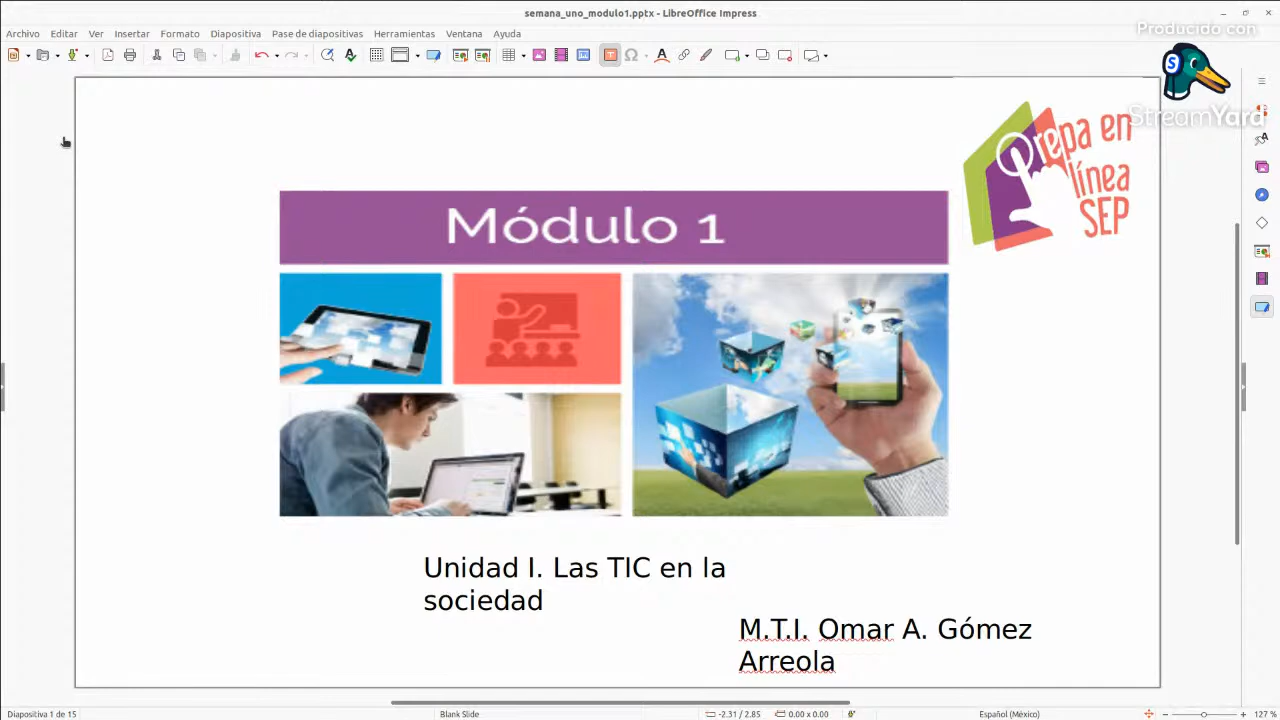 semana_uno_modulo1.pptx - LibreOffice Impress
Producido con
StreamYard
Archivo Editar Ver Insertar Formato Diapositiva Pase de diapositivas Herramientas Ventana Ayuda
Prepa en
línea
SEP
Módulo 1
Unidad I. Las TIC en la
sociedad
M.T.I. Omar A. Gómez
Arreola
Diapositiva 1 de 15 Blank Slide -2.31 / 2.85 0.00 x 0.00 Español (México) 127 %